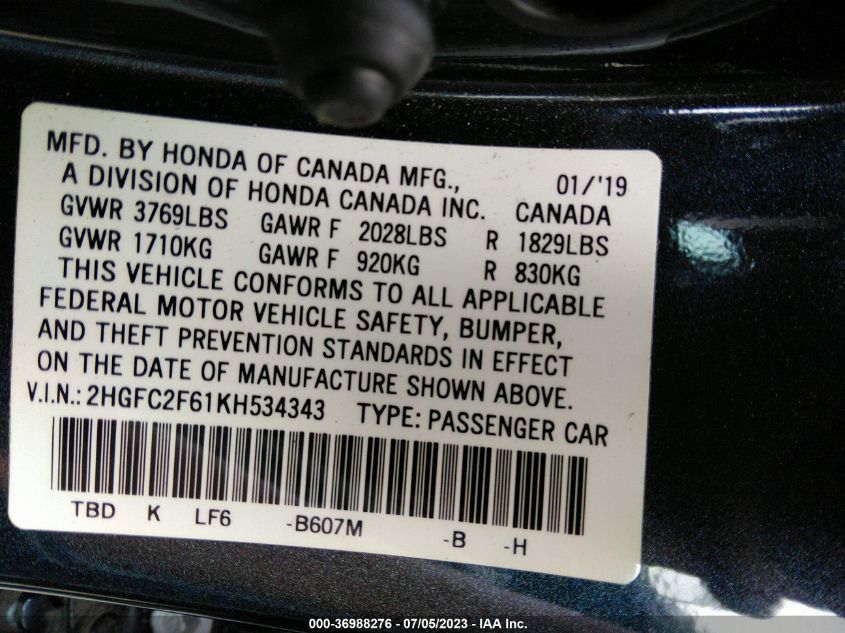 MFD. BY HONDA OF CANADA MFG., 01/'19
A DIVISION OF HONDA CANADA INC. CANADA
GVWR 3769LBS GAWR F 2028LBS R 1829LBS
GVWR 1710KG GAWR F 920KG R 830KG
THIS VEHICLE CONFORMS TO ALL APPLICABLE
FEDERAL MOTOR VEHICLE SAFETY, BUMPER,
AND THEFT PREVENTION STANDARDS IN EFFECT
ON THE DATE OF MANUFACTURE SHOWN ABOVE.
V.I.N.: 2HGFC2F61KH534343 TYPE: PASSENGER CAR
TBD K LF6 -B607M -B -H
000-36988276 - 07/05/2023 - IAA Inc.